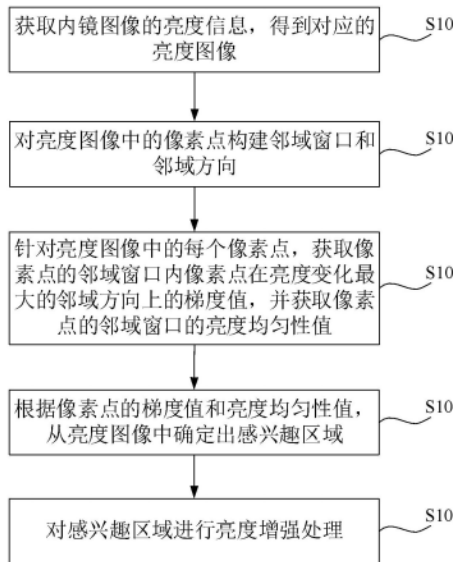 获取内镜图像的亮度信息，得到对应的
亮度图像
S10
对亮度图像中的像素点构建邻域窗口和
邻域方向
S10
针对亮度图像中的每个像素点，获取像
素点的邻域窗口内像素点在亮度变化最
大的邻域方向上的梯度值，并获取像素
点的邻域窗口的亮度均匀性值
S10
根据像素点的梯度值和亮度均匀性值，
从亮度图像中确定出感兴趣区域
S10
对感兴趣区域进行亮度增强处理
S10